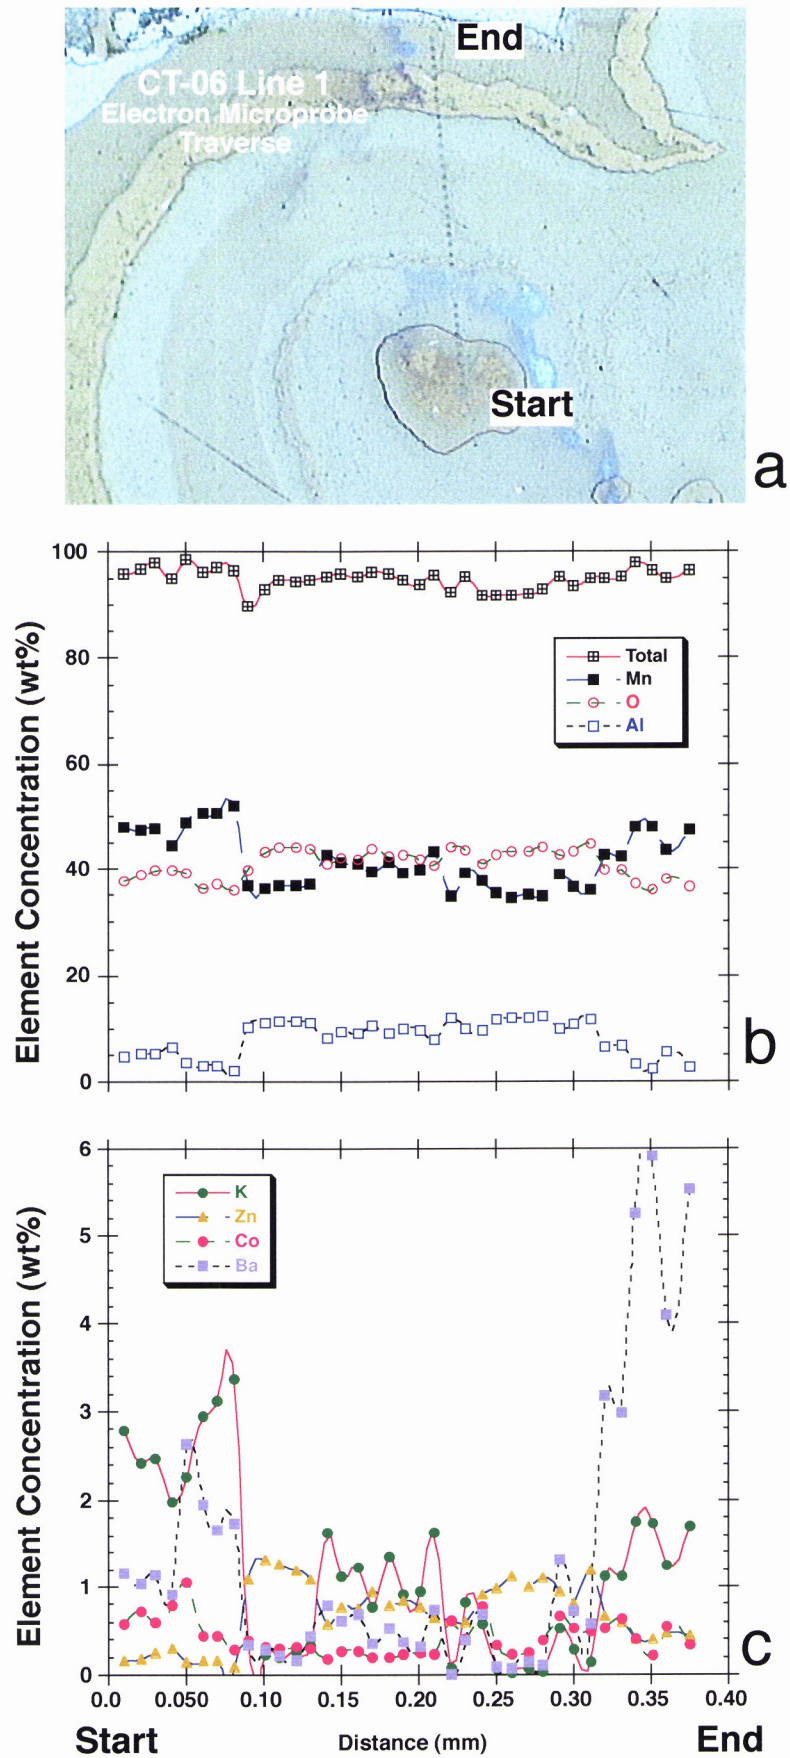 End
CT-06 Line 1
Electron Microprobe
Traverse
Start
a
100
80
60
40
20
0
Element Concentration (wt%)
Total
Mn
O
Al
b
6
5
4
3
2
1
0
Element Concentration (wt%)
K
Zn
Co
Ba
c
0.0 0.050 0.10 0.15 0.20 0.25 0.30 0.35 0.40
Start Distance (mm) End